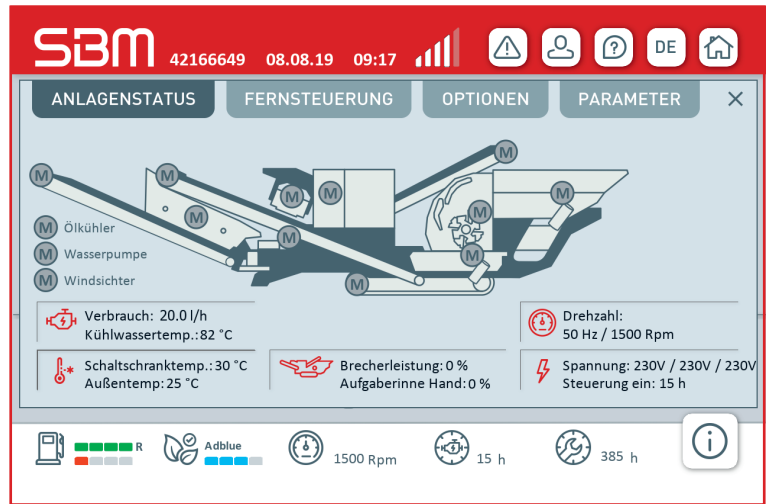 SBM 42166649 08.08.19 09:17 DE
ANLAGENSTATUS FERNSTEUERUNG OPTIONEN PARAMETER
M
M M
M M M
M M
M Ölkühler
M
M Wasserpumpe
M
M Windsichter
M
Verbrauch: 20.0 l/h
Kühlwassertemp.: 82 °C
Drehzahl:
50 Hz / 1500 Rpm
Schaltschranktemp.: 30 °C
Außentemp: 25 °C
Brecherleistung: 0 %
Aufgaberinne Hand: 0 %
Spannung: 230V / 230V / 230V
Steuerung ein: 15 h
R Adblue
1500 Rpm 15 h 385 h